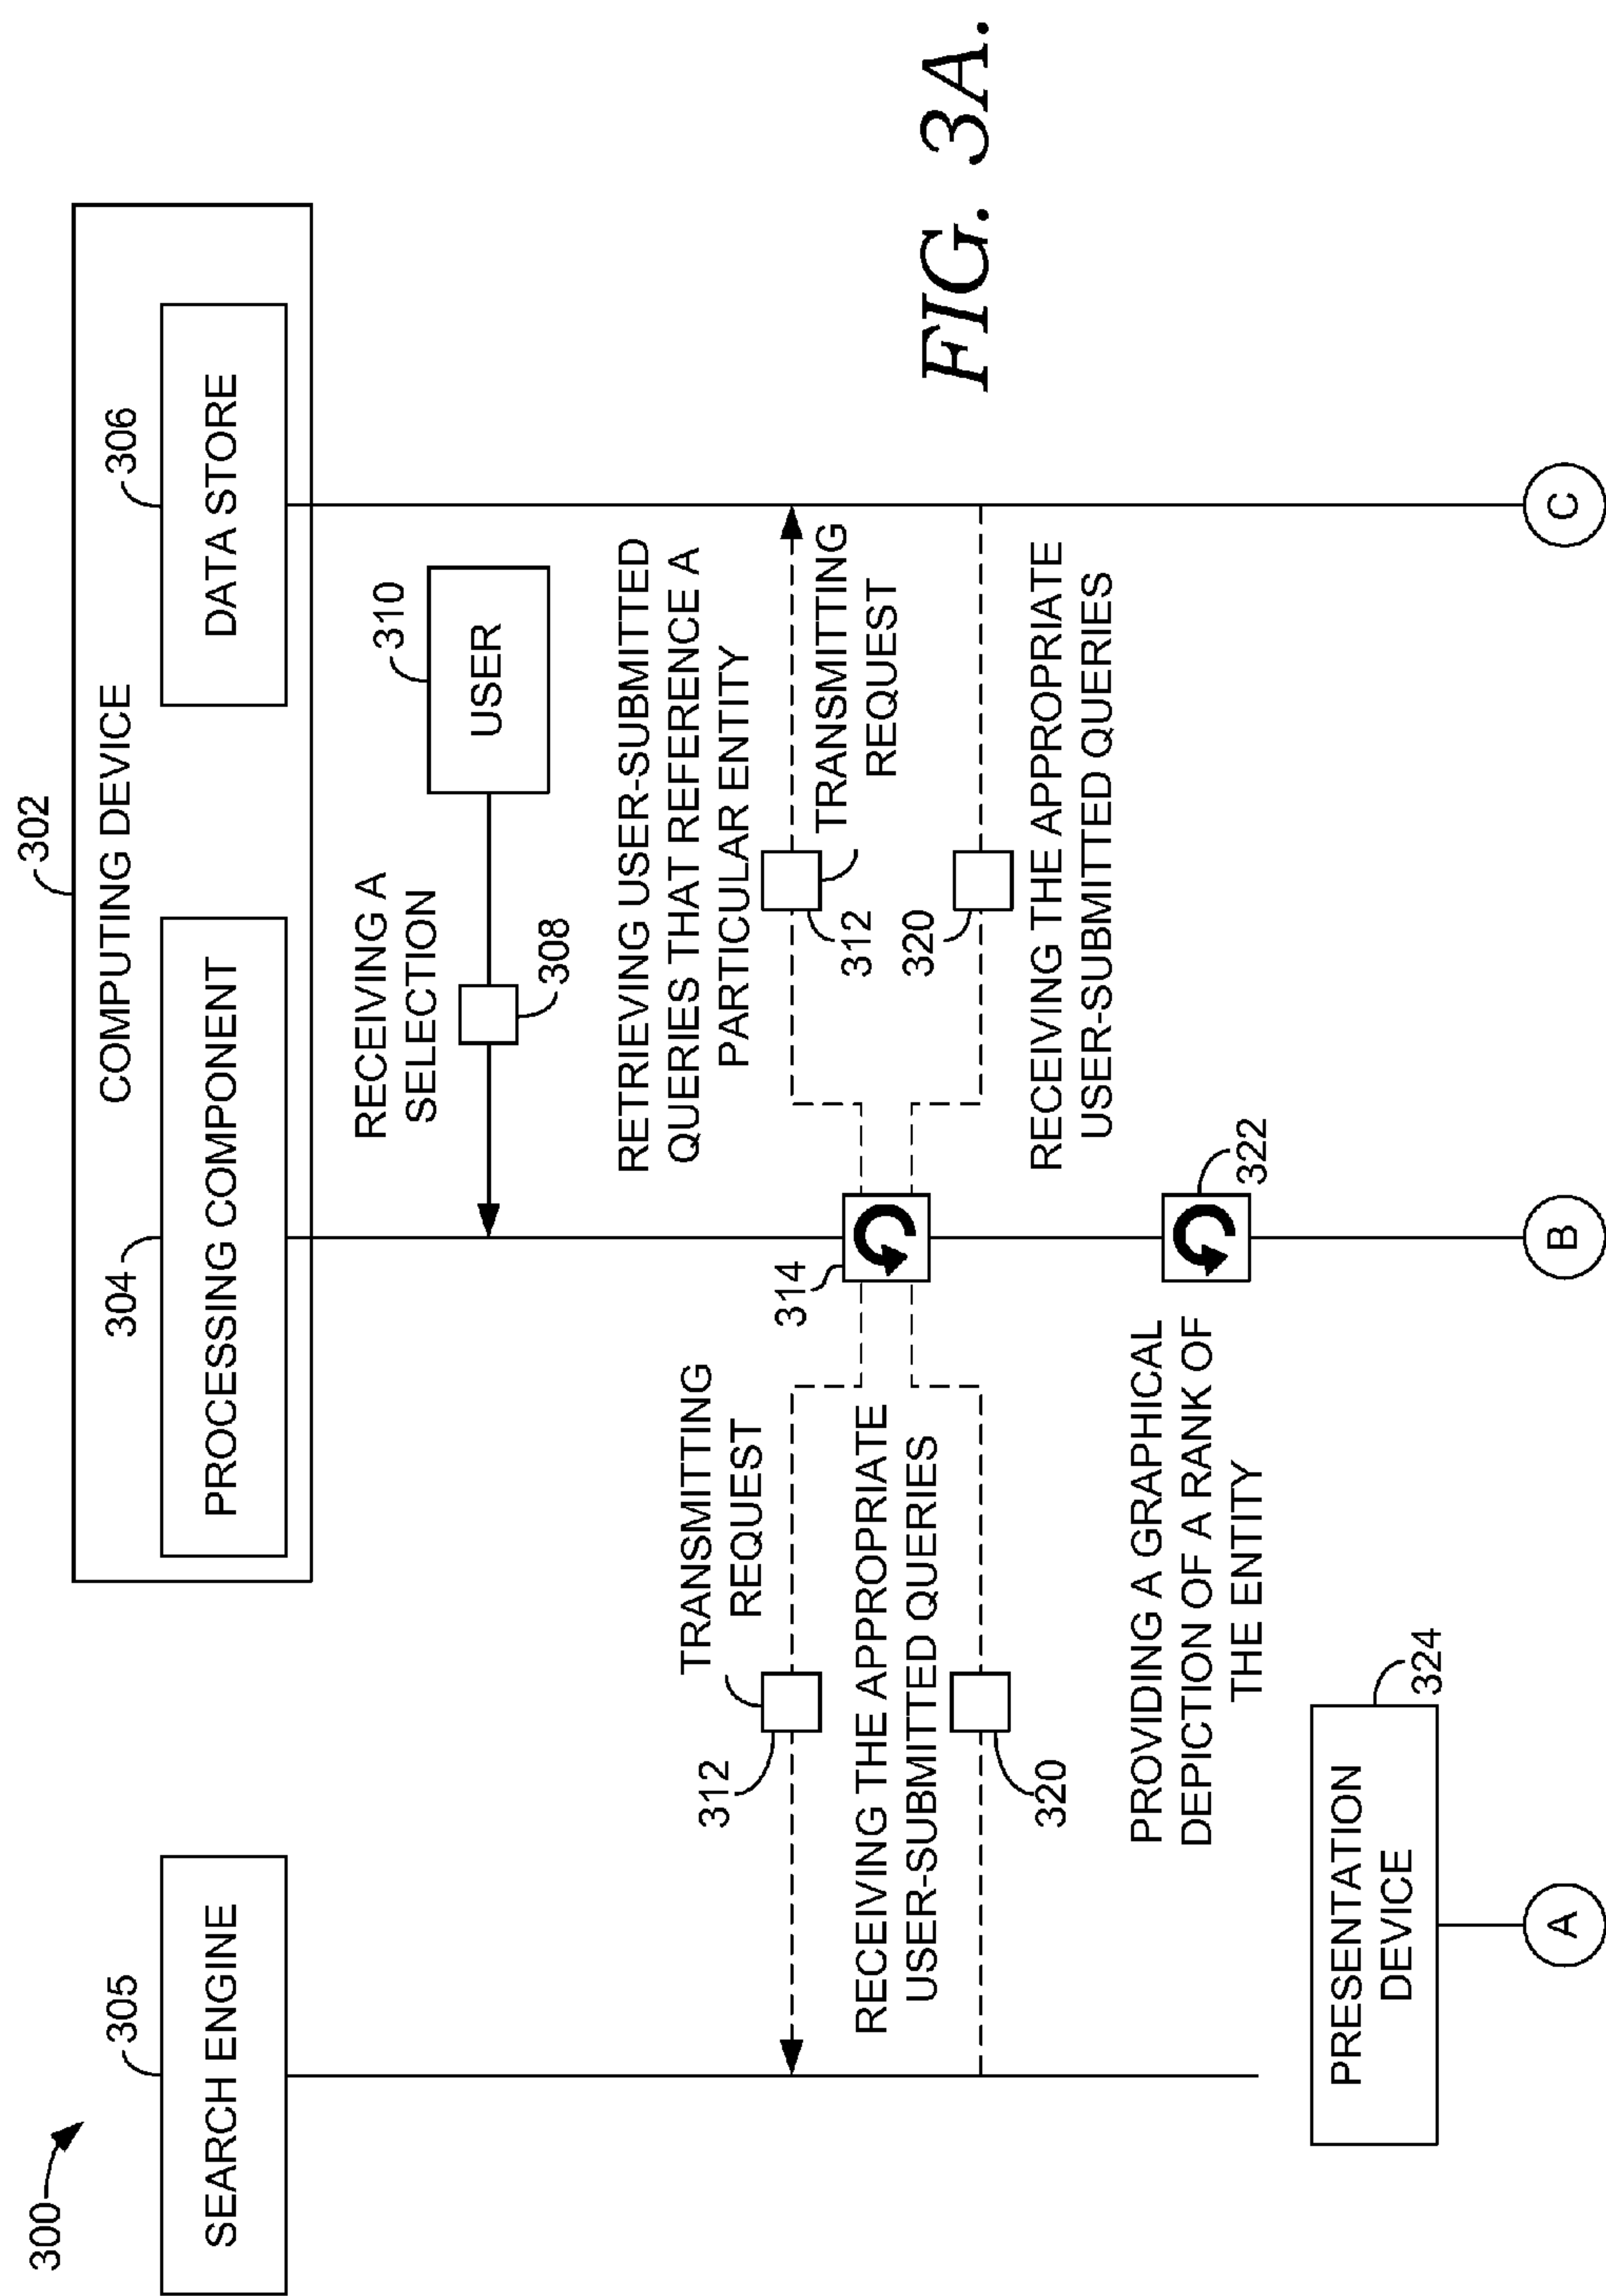 300
302
COMPUTING DEVICE
305
SEARCH ENGINE
304
PROCESSING COMPONENT
306
DATA STORE
RECEIVING A
SELECTION
308
310
USER
RETRIEVING USER-SUBMITTED
QUERIES THAT REFERENCE A
PARTICULAR ENTITY
TRANSMITTING
REQUEST
312
314
312
TRANSMITTING
REQUEST
RECEIVING THE APPROPRIATE
USER-SUBMITTED QUERIES
320
320
RECEIVING THE APPROPRIATE
USER-SUBMITTED QUERIES
PROVIDING A GRAPHICAL
DEPICTION OF A RANK OF
THE ENTITY
322
324
PRESENTATION
DEVICE
A
B
C
FIG. 3A.